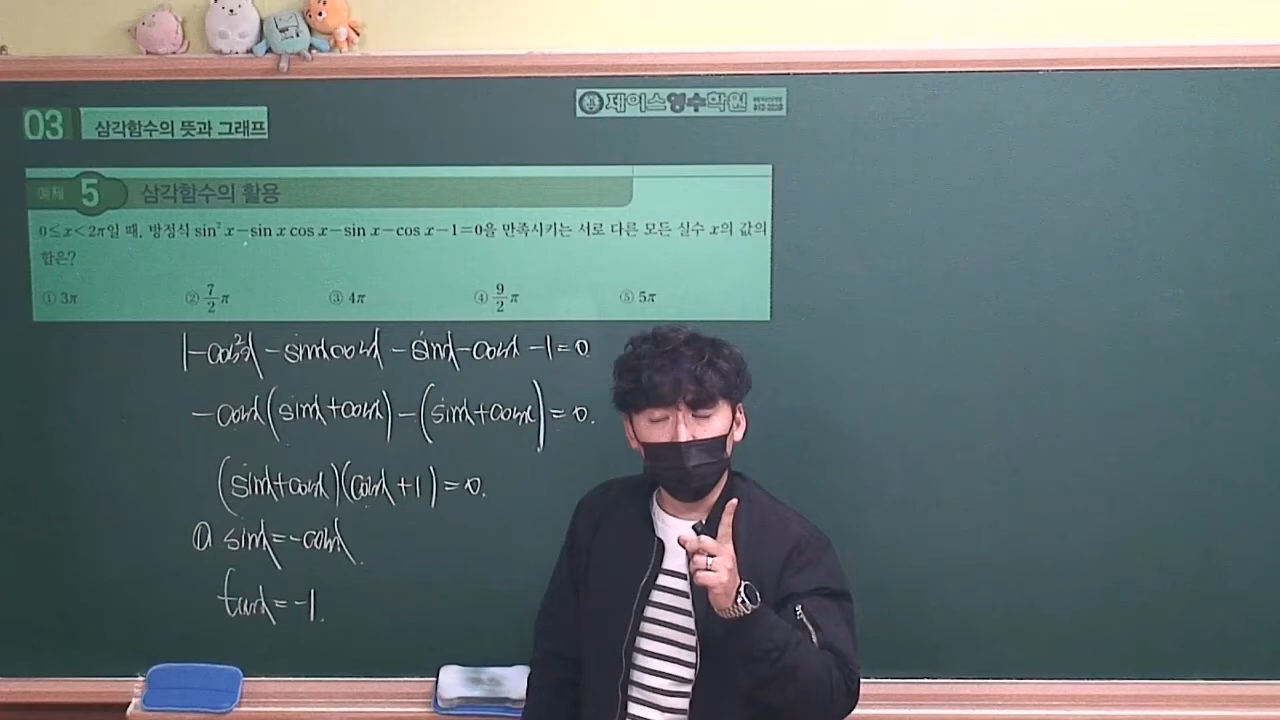 제이스영수학원
03 삼각함수의 뜻과 그래프
예제 5 삼각함수의 활용
0≤x<2π일 때, 방정식 sin²x−sin x cos x−sin x−cos x−1=0을 만족시키는 서로 다른 모든 실수 x의 값의
합은?
① 3π ② 7/2 π ③ 4π ④ 9/2 π ⑤ 5π
1-cos²x - sinx cosx - sinx - cosx -1=0
-cosx(sinx+cosx)-(sinx+cosx)=0.
(sinx+cosx)(cosx+1)=0.
① sinx=-cosx.
tanx=-1.